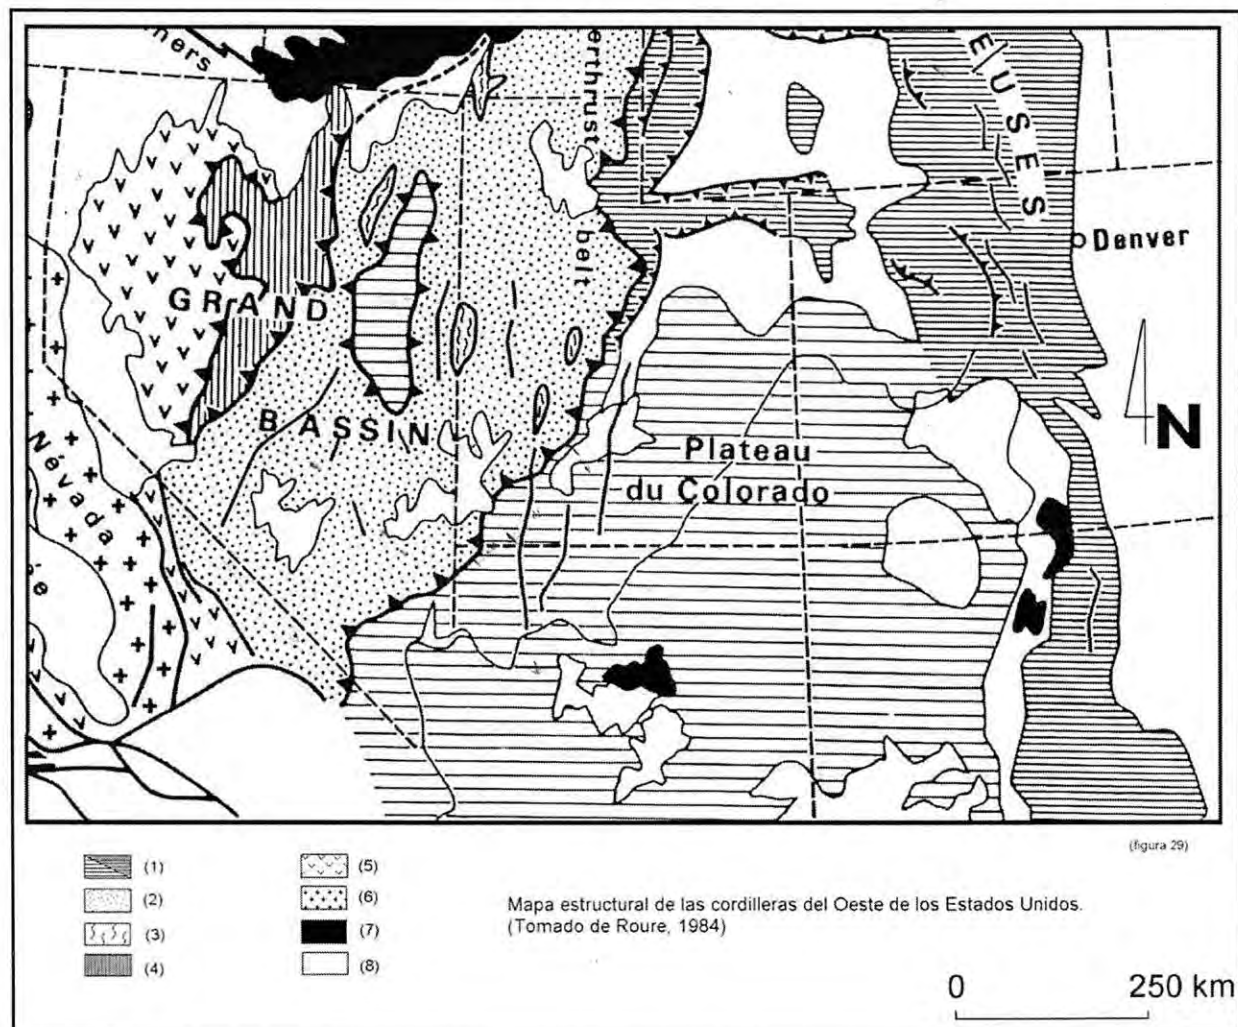 ners
erthrust
belt
EUSES
Denver
GRAND
BASSIN
Névada
Plateau
du Colorado
N
(figura 29)
(1)
(2)
(3)
(4)
(5)
(6)
(7)
(8)
Mapa estructural de las cordilleras del Oeste de los Estados Unidos.
(Tomado de Roure, 1984)
0 250 km